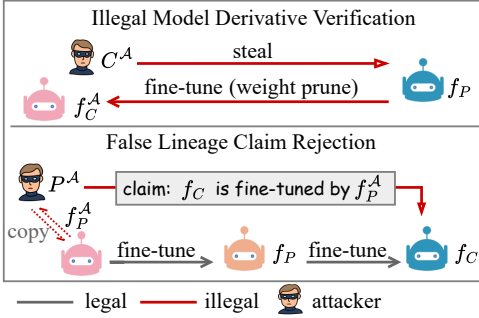 Illegal Model Derivative Verification
C^𝒜 steal
fine-tune (weight prune) f_P
f_C^𝒜
False Lineage Claim Rejection
P^𝒜 claim: f_C is fine-tuned by f_P^𝒜
copy f_P^𝒜
fine-tune f_P fine-tune f_C
legal illegal attacker